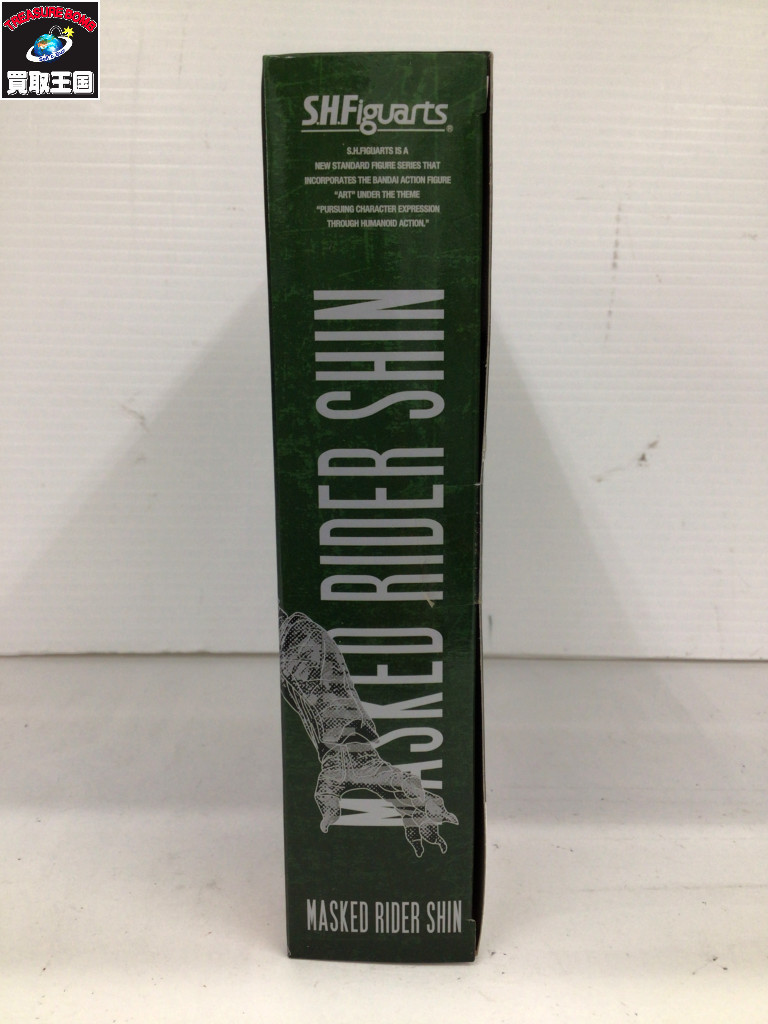 TREASURE BOMB
買取王国
S.H.Figuarts®
S.H.FIGUARTS IS A
NEW STANDARD FIGURE SERIES THAT
INCORPORATES THE BANDAI ACTION FIGURE
"ART" UNDER THE THEME
"PURSUING CHARACTER EXPRESSION
THROUGH HUMANOID ACTION."
MASKED RIDER SHIN
MASKED RIDER SHIN